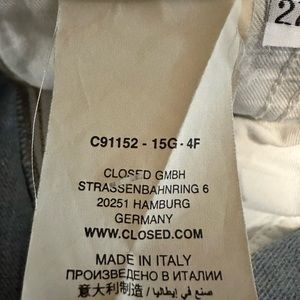 27
C91152 - 15G - 4F
CLOSED GMBH
STRASSENBAHNRING 6
20251 HAMBURG
GERMANY
WWW.CLOSED.COM
MADE IN ITALY
ПРОИЗВЕДЕНО В ИТАЛИИ
意大利制造 / صنع في إيطاليا